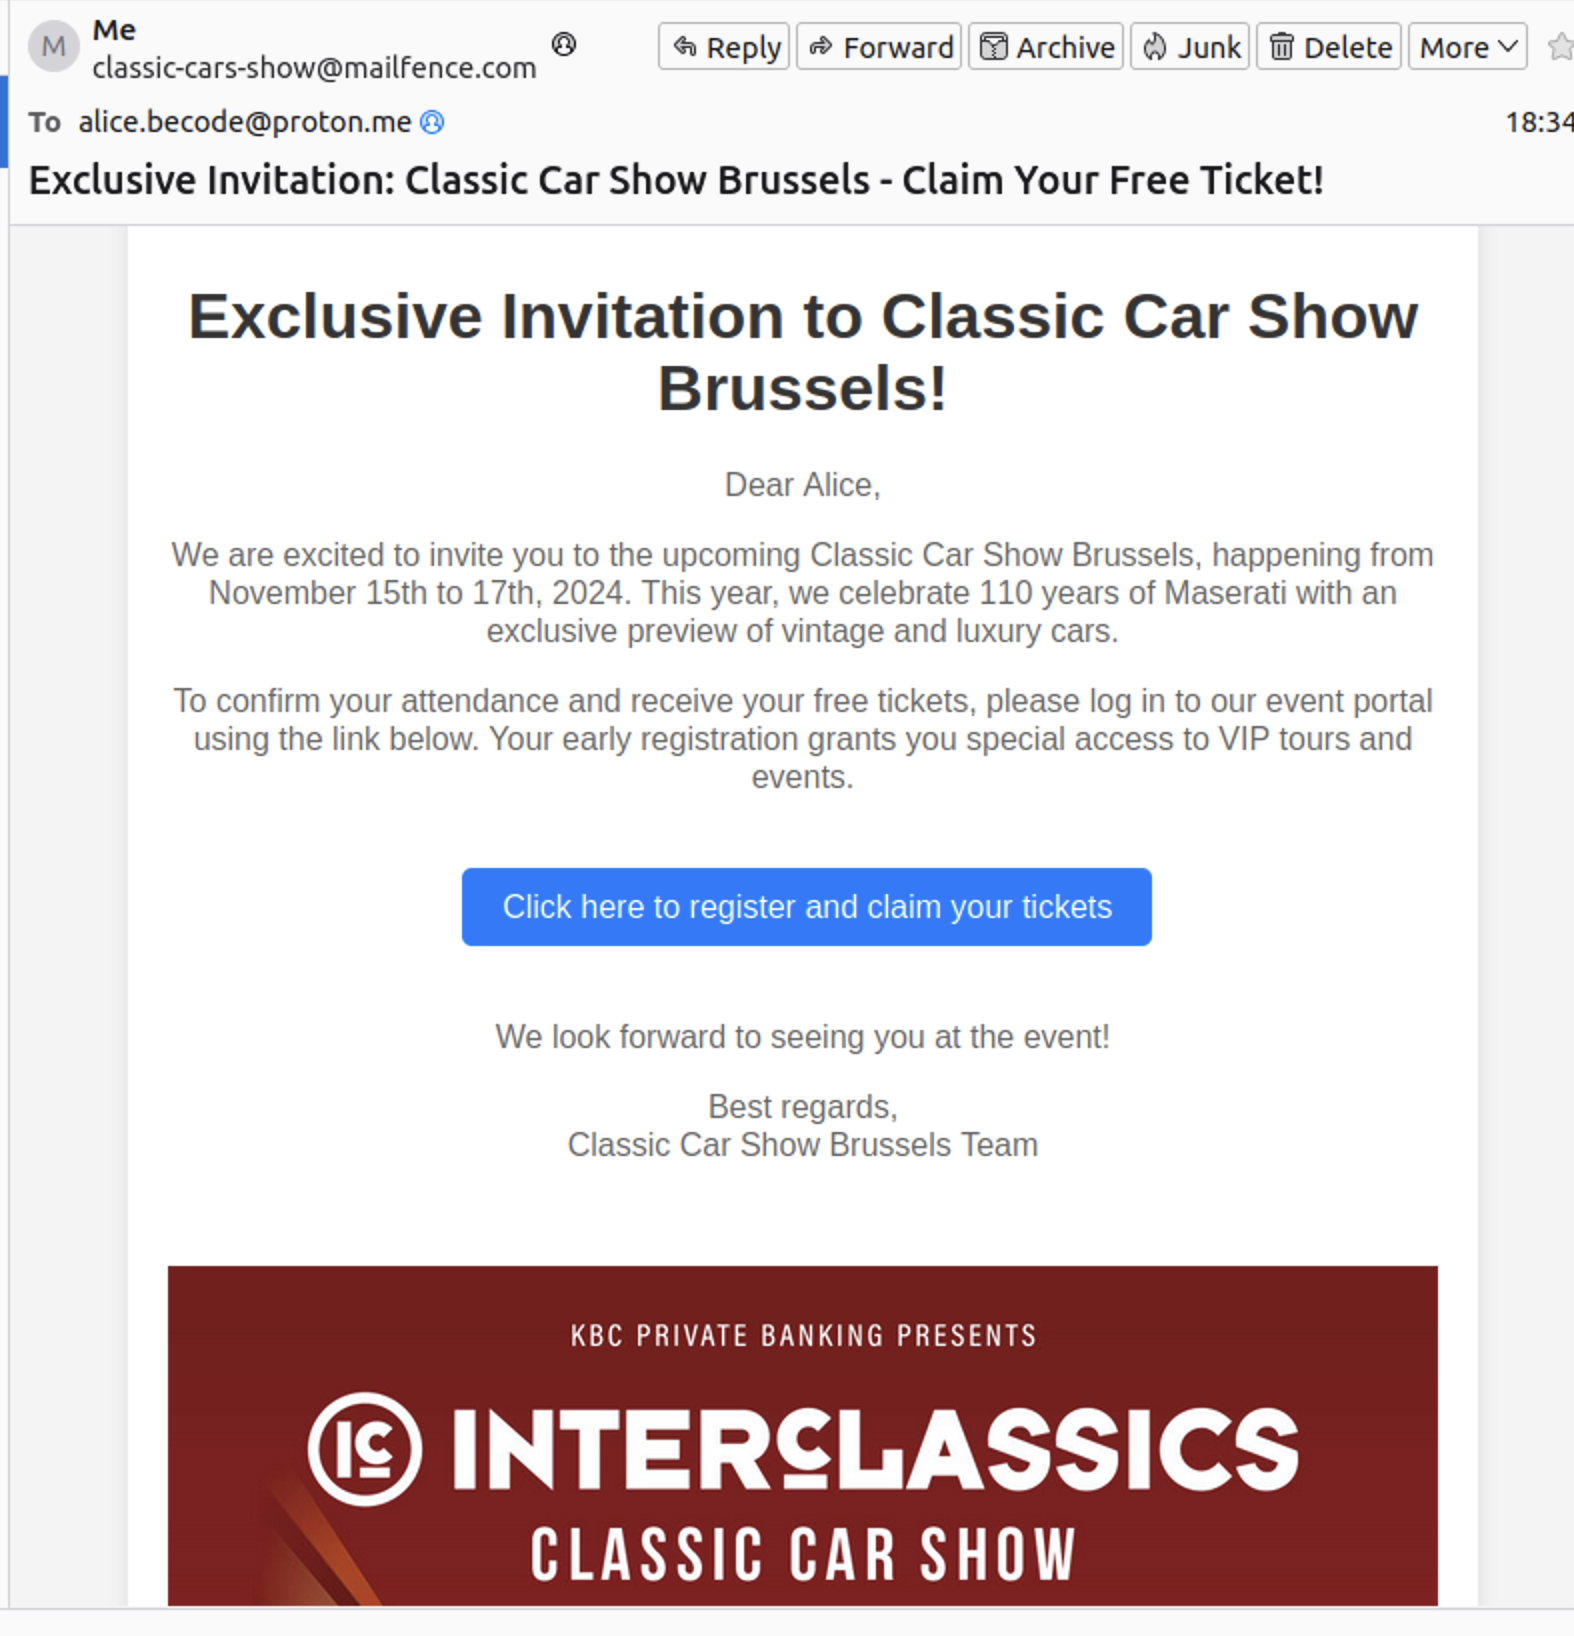 M
Me
classic-cars-show@mailfence.com
Reply Forward Archive Junk Delete More
To alice.becode@proton.me
18:34
Exclusive Invitation: Classic Car Show Brussels - Claim Your Free Ticket!
Exclusive Invitation to Classic Car Show
Brussels!
Dear Alice,
We are excited to invite you to the upcoming Classic Car Show Brussels, happening from
November 15th to 17th, 2024. This year, we celebrate 110 years of Maserati with an
exclusive preview of vintage and luxury cars.
To confirm your attendance and receive your free tickets, please log in to our event portal
using the link below. Your early registration grants you special access to VIP tours and
events.
Click here to register and claim your tickets
We look forward to seeing you at the event!
Best regards,
Classic Car Show Brussels Team
KBC PRIVATE BANKING PRESENTS
IC INTERCLASSICS
CLASSIC CAR SHOW